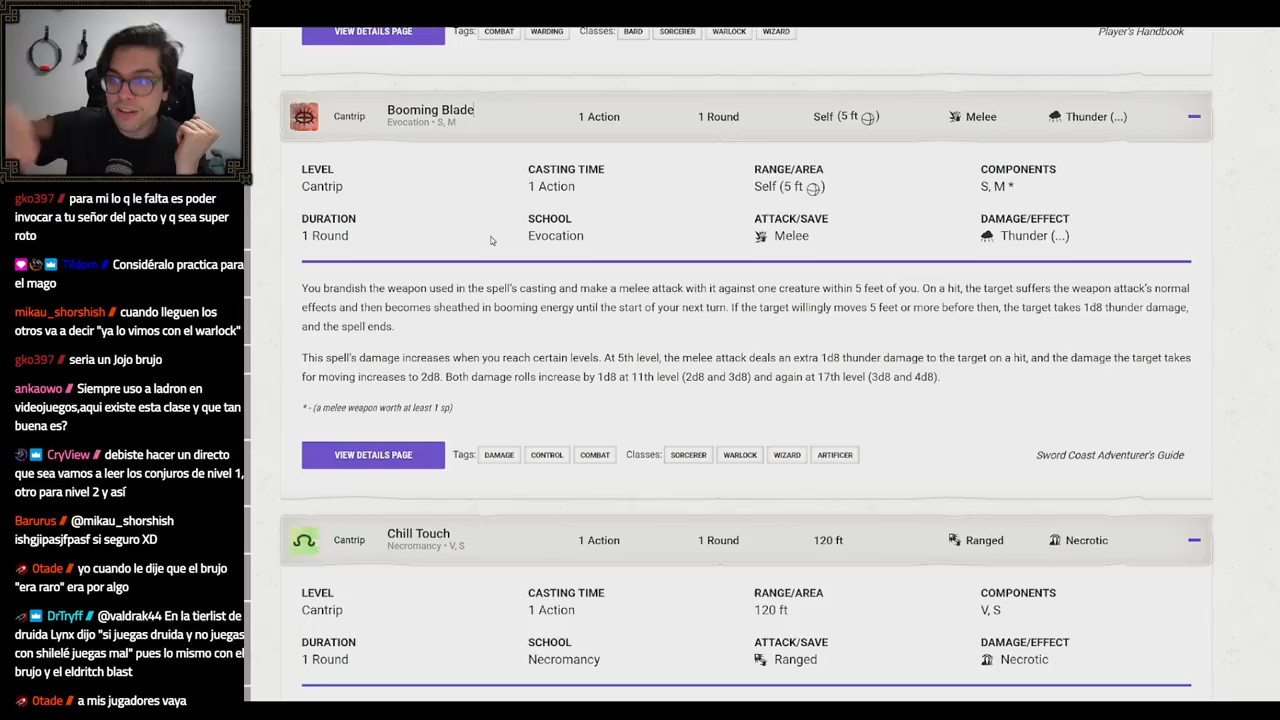 VIEW DETAILS PAGE
Tags: COMBAT WARDING Classes: BARD SORCERER WARLOCK WIZARD
Player's Handbook
Cantrip
Booming Blade
Evocation • S, M
1 Action
1 Round
Self (5 ft )
Melee
Thunder (...)
LEVEL
Cantrip
CASTING TIME
1 Action
RANGE/AREA
Self (5 ft )
COMPONENTS
S, M *
DURATION
1 Round
SCHOOL
Evocation
ATTACK/SAVE
Melee
DAMAGE/EFFECT
Thunder (...)
You brandish the weapon used in the spell's casting and make a melee attack with it against one creature within 5 feet of you. On a hit, the target suffers the weapon attack's normal
effects and then becomes sheathed in booming energy until the start of your next turn. If the target willingly moves 5 feet or more before then, the target takes 1d8 thunder damage,
and the spell ends.
This spell's damage increases when you reach certain levels. At 5th level, the melee attack deals an extra 1d8 thunder damage to the target on a hit, and the damage the target takes
for moving increases to 2d8. Both damage rolls increase by 1d8 at 11th level (2d8 and 3d8) and again at 17th level (3d8 and 4d8).
* - (a melee weapon worth at least 1 sp)
VIEW DETAILS PAGE
Tags: DAMAGE CONTROL COMBAT Classes: SORCERER WARLOCK WIZARD ARTIFICER
Sword Coast Adventurer's Guide
Cantrip
Chill Touch
Necromancy • V, S
1 Action
1 Round
120 ft
Ranged
Necrotic
LEVEL
Cantrip
CASTING TIME
1 Action
RANGE/AREA
120 ft
COMPONENTS
V, S
DURATION
1 Round
SCHOOL
Necromancy
ATTACK/SAVE
Ranged
DAMAGE/EFFECT
Necrotic
gko397 // para mi lo q le falta es poder
invocar a tu señor del pacto y q sea super
roto
Tildom // Considéralo practica para
el mago
mikau_shorshish // cuando lleguen los
otros va a decir "ya lo vimos con el warlock"
gko397 // seria un Jojo brujo
ankaowo // Siempre uso a ladron en
videojuegos,aqui existe esta clase y que tan
buena es?
CryView // debiste hacer un directo
que sea vamos a leer los conjuros de nivel 1,
otro para nivel 2 y así
Barurus // @mikau_shorshish
ishgjipasjfpasf si seguro XD
Otade // yo cuando le dije que el brujo
"era raro" era por algo
DrTryff // @valdrak44 En la tierlist de
druida Lynx dijo "si juegas druida y no juegas
con shilelé juegas mal" pues lo mismo con el
brujo y el eldritch blast
Otade // a mis jugadores vaya